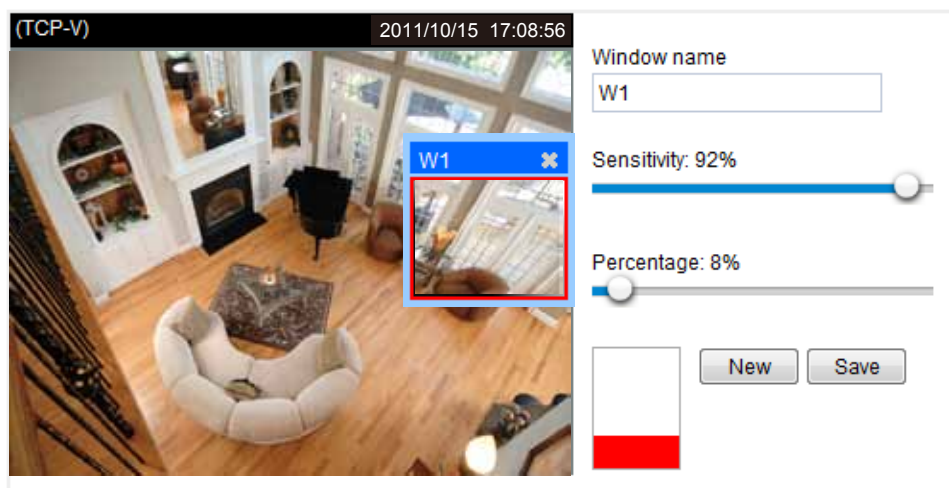 (TCP-V) 2011/10/15 17:08:56
Window name
W1
W1
Sensitivity: 92%
Percentage: 8%
New Save